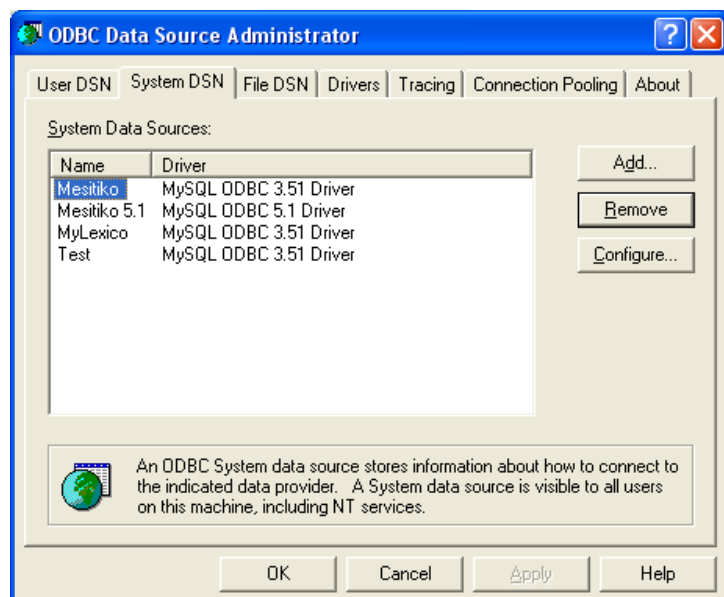 ODBC Data Source Administrator
User DSN System DSN File DSN Drivers Tracing Connection Pooling About
System Data Sources:
Name Driver
Mesitiko MySQL ODBC 3.51 Driver
Mesitiko 5.1 MySQL ODBC 5.1 Driver
MyLexico MySQL ODBC 3.51 Driver
Test MySQL ODBC 3.51 Driver
Add...
Remove
Configure...
An ODBC System data source stores information about how to connect to
the indicated data provider. A System data source is visible to all users
on this machine, including NT services.
OK Cancel Apply Help